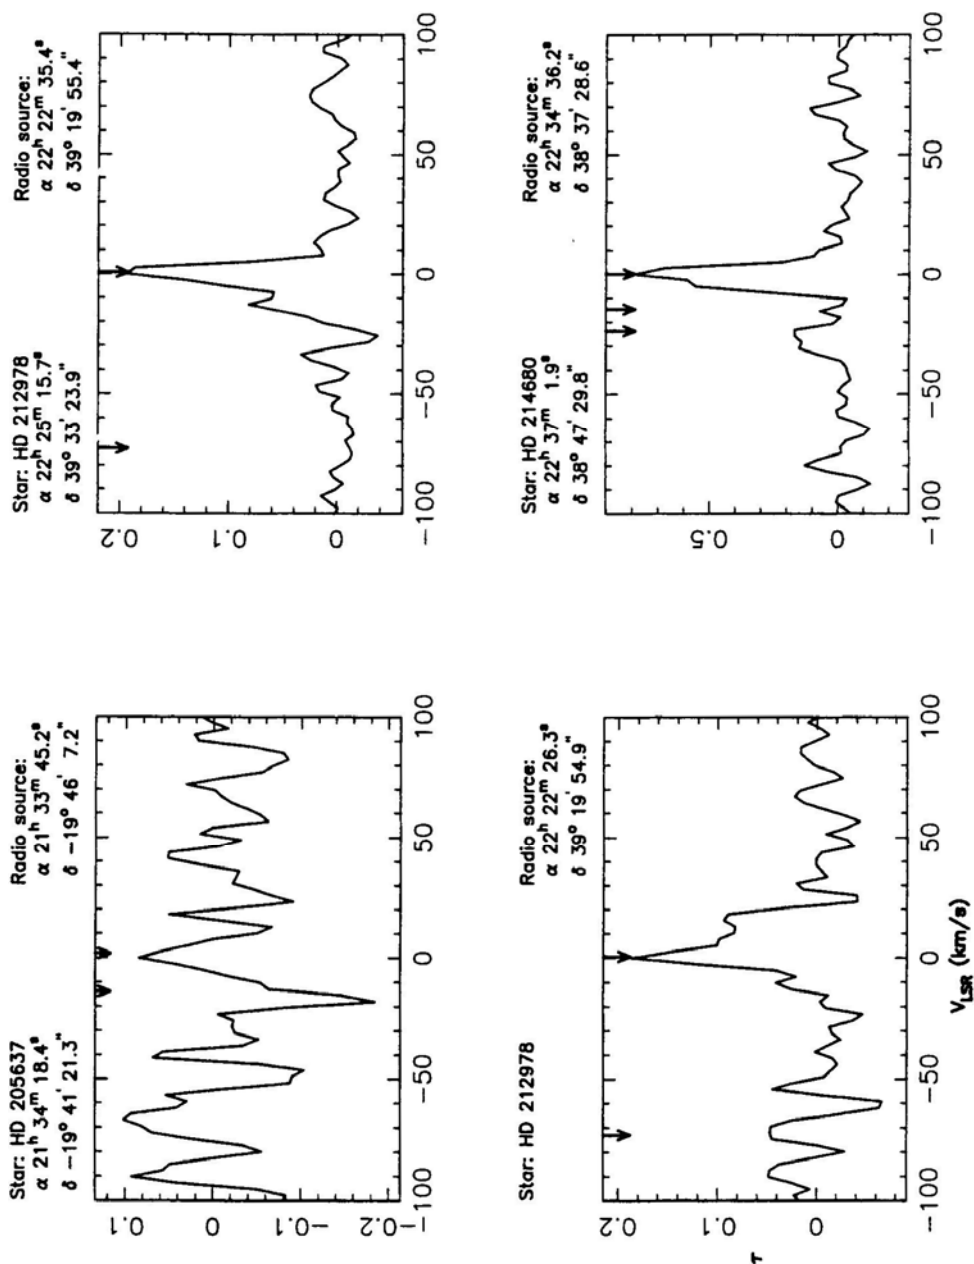 Star: HD 205637
α 21ʰ 34ᵐ 18.4ˢ
δ −19° 41' 21.3"
Radio source:
α 21ʰ 33ᵐ 45.2ˢ
δ −19° 46' 7.2"
0.1
0
−0.1
−0.2
−100 −50 0 50 100
Star: HD 212978
α 22ʰ 25ᵐ 15.7ˢ
δ 39° 33' 23.9"
Radio source:
α 22ʰ 22ᵐ 35.4ˢ
δ 39° 19' 55.4"
0.2
0.1
0
−100 −50 0 50 100
Star: HD 212978
Radio source:
α 22ʰ 22ᵐ 26.3ˢ
δ 39° 19' 54.9"
0.2
0.1
0
τ
−100 −50 0 50 100
V_LSR (km/s)
Star: HD 214680
α 22ʰ 37ᵐ 1.9ˢ
δ 38° 47' 29.8"
Radio source:
α 22ʰ 34ᵐ 36.2ˢ
δ 38° 37' 28.6"
0.5
0
−100 −50 0 50 100